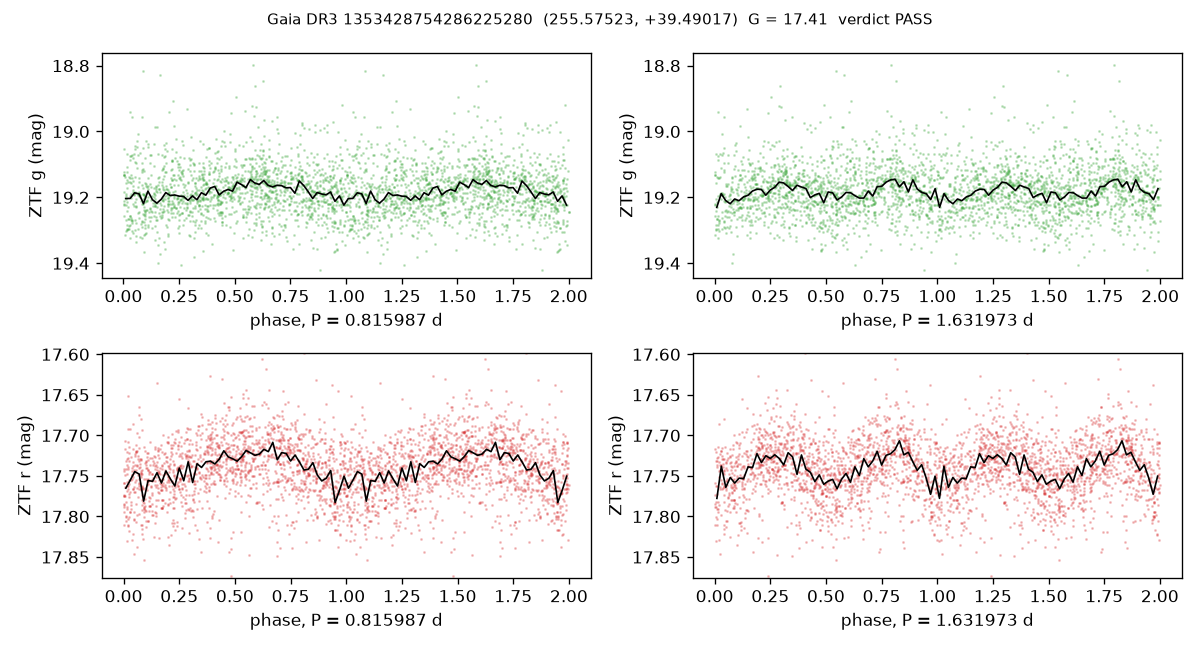 Gaia DR3 1353428754286225280 (255.57523, +39.49017) G = 17.41 verdict PASS
ZTF g (mag)
18.8
19.0
19.2
19.4
0.00 0.25 0.50 0.75 1.00 1.25 1.50 1.75 2.00
phase, P = 0.815987 d
ZTF g (mag)
18.8
19.0
19.2
19.4
0.00 0.25 0.50 0.75 1.00 1.25 1.50 1.75 2.00
phase, P = 1.631973 d
ZTF r (mag)
17.60
17.65
17.70
17.75
17.80
17.85
0.00 0.25 0.50 0.75 1.00 1.25 1.50 1.75 2.00
phase, P = 0.815987 d
ZTF r (mag)
17.60
17.65
17.70
17.75
17.80
17.85
0.00 0.25 0.50 0.75 1.00 1.25 1.50 1.75 2.00
phase, P = 1.631973 d